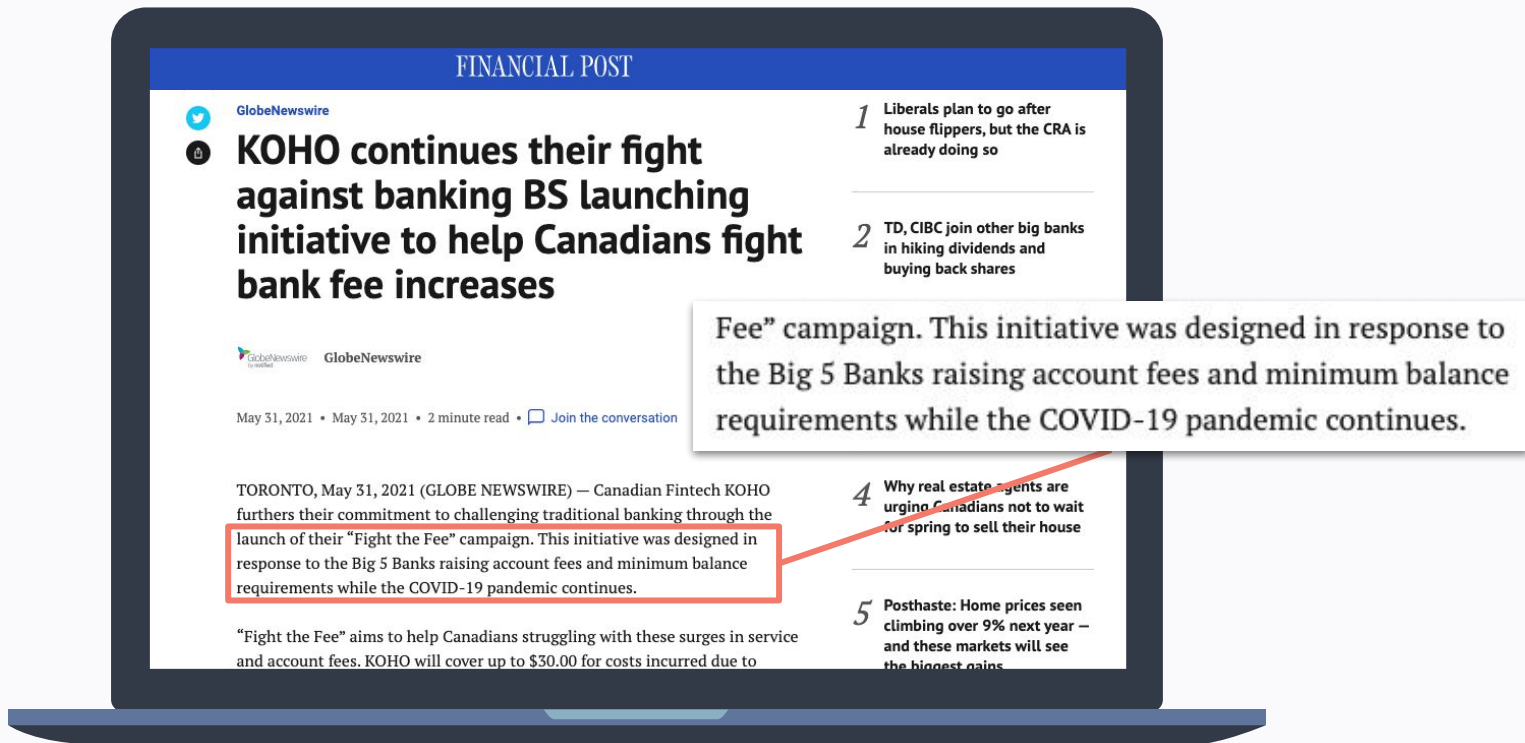 FINANCIAL POST
GlobeNewswire
KOHO continues their fight
against banking BS launching
initiative to help Canadians fight
bank fee increases
GlobeNewswire
by notified
GlobeNewswire
May 31, 2021 • May 31, 2021 • 2 minute read • Join the conversation
TORONTO, May 31, 2021 (GLOBE NEWSWIRE) — Canadian Fintech KOHO
furthers their commitment to challenging traditional banking through the
launch of their “Fight the Fee” campaign. This initiative was designed in
response to the Big 5 Banks raising account fees and minimum balance
requirements while the COVID-19 pandemic continues.
“Fight the Fee” aims to help Canadians struggling with these surges in service
and account fees. KOHO will cover up to $30.00 for costs incurred due to
1 Liberals plan to go after
house flippers, but the CRA is
already doing so
2 TD, CIBC join other big banks
in hiking dividends and
buying back shares
Fee” campaign. This initiative was designed in response to
the Big 5 Banks raising account fees and minimum balance
requirements while the COVID-19 pandemic continues.
4 Why real estate agents are
urging Canadians not to wait
for spring to sell their house
5 Posthaste: Home prices seen
climbing over 9% next year —
and these markets will see
the biggest gains